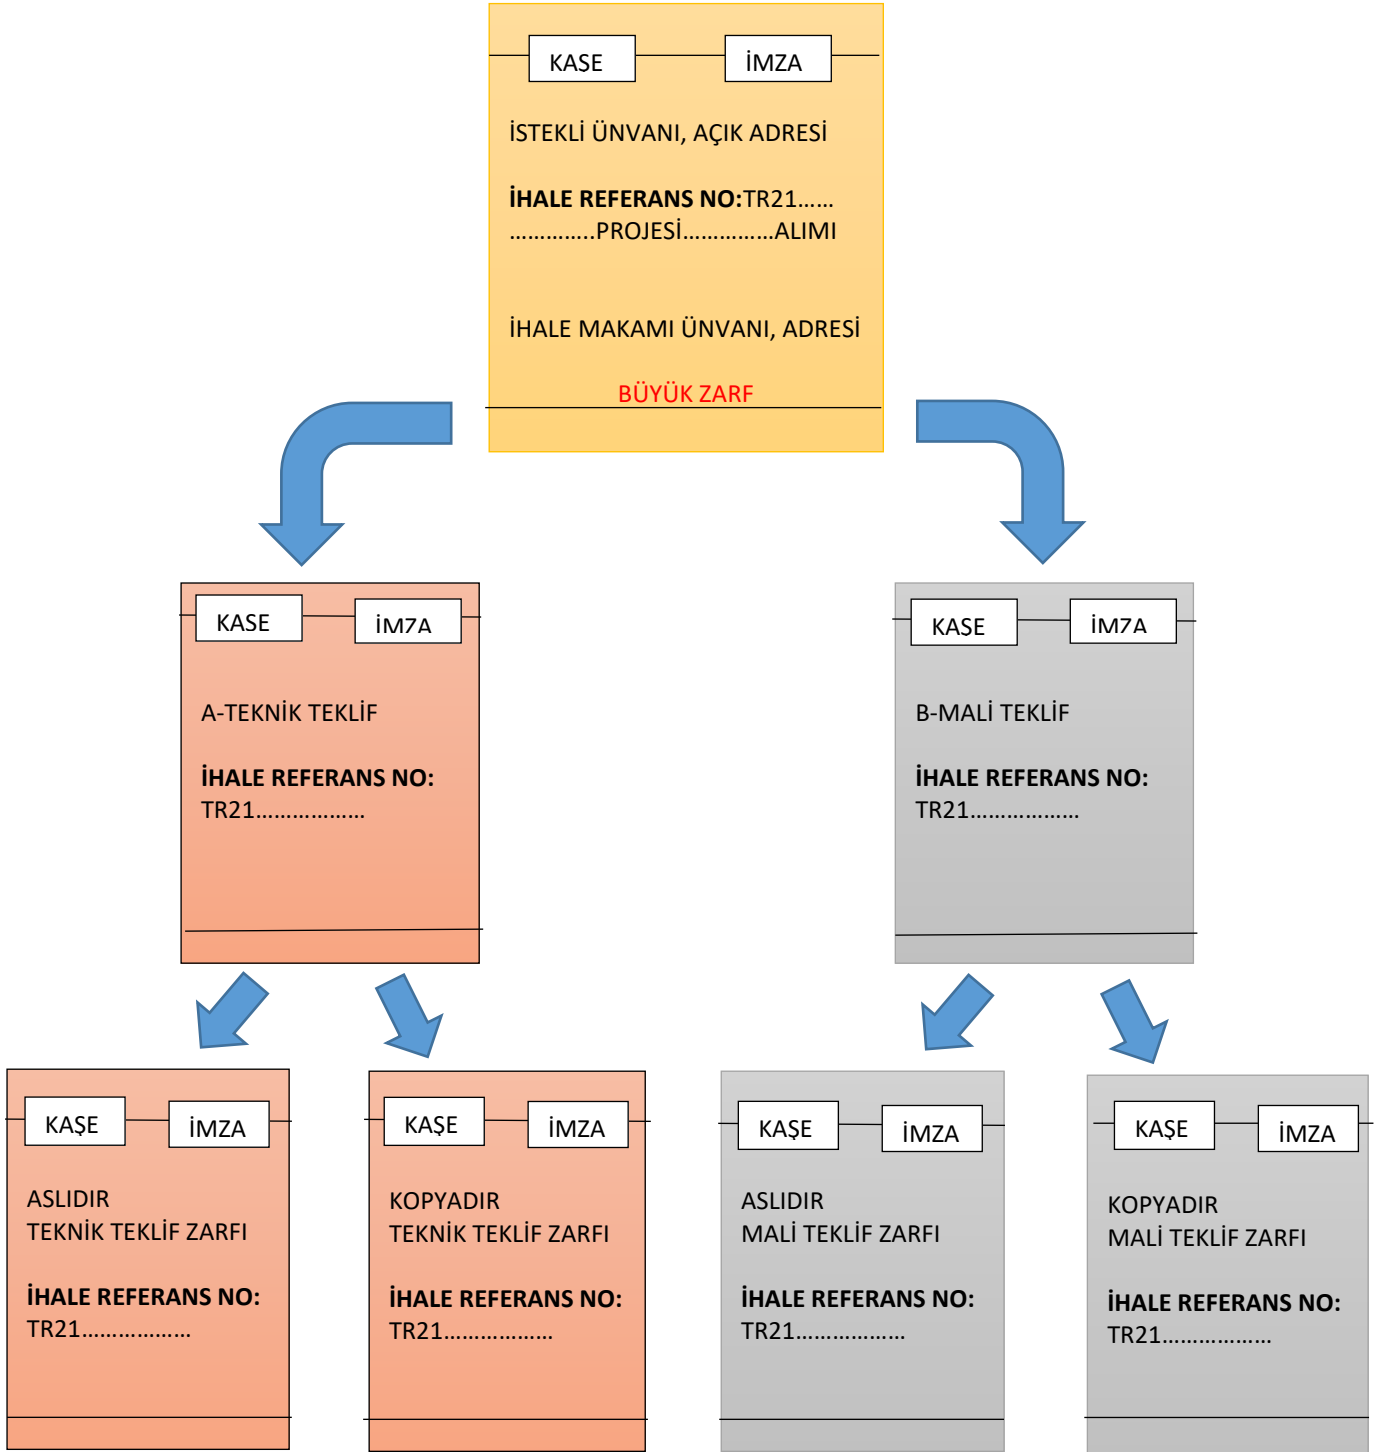 KAŞE İMZA
İSTEKLİ ÜNVANI, AÇIK ADRESİ
İHALE REFERANS NO:TR21……
…………..PROJESİ……………ALIMI
İHALE MAKAMI ÜNVANI, ADRESİ
BÜYÜK ZARF
KAŞE İMZA
A-TEKNİK TEKLİF
İHALE REFERANS NO:
TR21………………
KAŞE İMZA
B-MALİ TEKLİF
İHALE REFERANS NO:
TR21………………
KAŞE İMZA
ASLIDIR
TEKNİK TEKLİF ZARFI
İHALE REFERANS NO:
TR21………………
KAŞE İMZA
KOPYADIR
TEKNİK TEKLİF ZARFI
İHALE REFERANS NO:
TR21………………
KAŞE İMZA
ASLIDIR
MALİ TEKLİF ZARFI
İHALE REFERANS NO:
TR21………………
KAŞE İMZA
KOPYADIR
MALİ TEKLİF ZARFI
İHALE REFERANS NO:
TR21………………